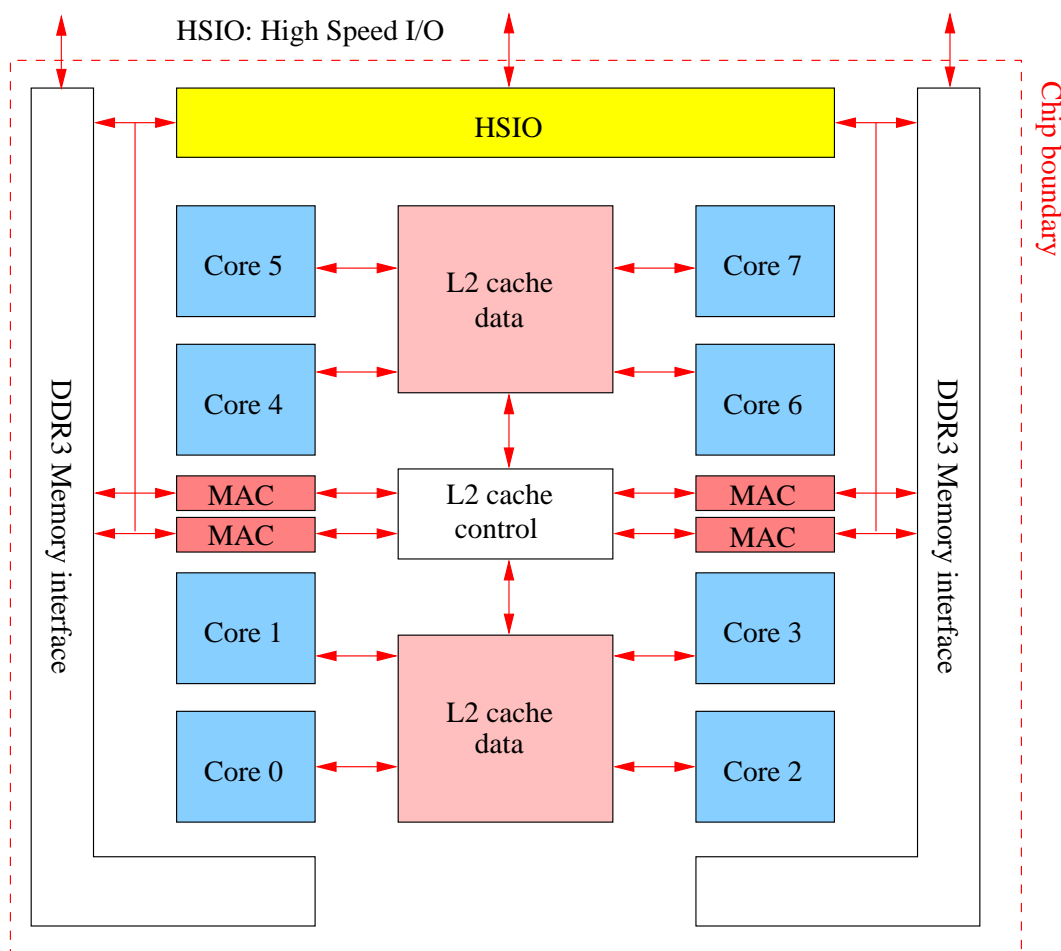 HSIO: High Speed I/O
Chip boundary
HSIO
Core 5
L2 cache
data
Core 7
Core 4
Core 6
DDR3 Memory interface
DDR3 Memory interface
MAC
L2 cache
control
MAC
MAC
MAC
Core 1
Core 3
L2 cache
data
Core 0
Core 2